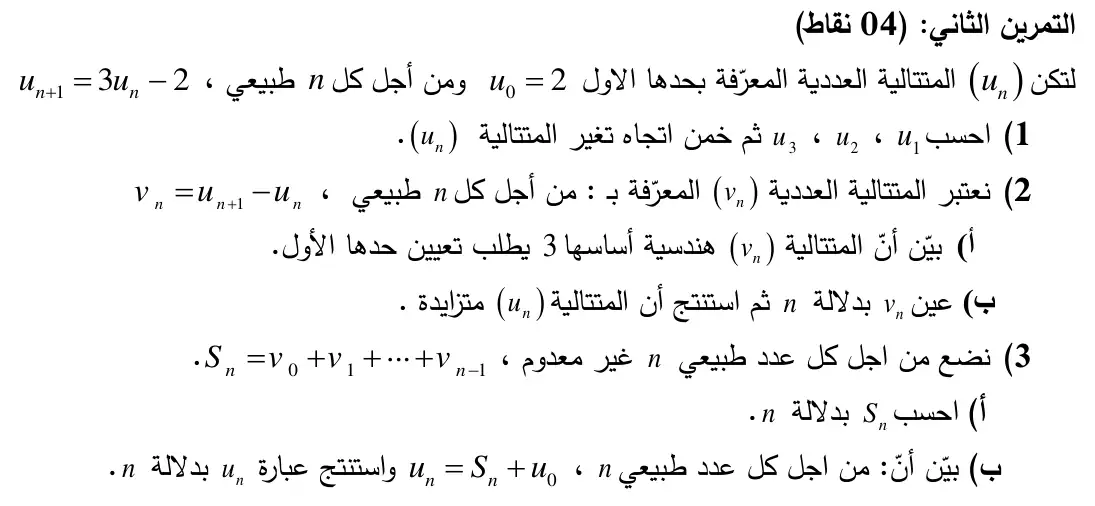 التمرين الثاني: (04 نقاط)
لتكن (uₙ) المتتالية العددية المعرّفة بحدها الاول u₀ = 2 ومن أجل كل n طبيعي ، uₙ₊₁ = 3uₙ − 2
1) احسب u₁ ، u₂ ، u₃ ثم خمن اتجاه تغير المتتالية (uₙ).
2) نعتبر المتتالية العددية (vₙ) المعرّفة بـ : من أجل كل n طبيعي ، vₙ = uₙ₊₁ − uₙ
أ) بيّن أنّ المتتالية (vₙ) هندسية أساسها 3 يطلب تعيين حدها الأول.
ب) عين vₙ بدلالة n ثم استنتج أن المتتالية (uₙ) متزايدة .
3) نضع من اجل كل عدد طبيعي n غير معدوم ، Sₙ = v₀ + v₁ + ⋯ + vₙ₋₁.
أ) احسب Sₙ بدلالة n .
ب) بيّن أنّ: من اجل كل عدد طبيعي n ، uₙ = Sₙ + u₀ واستنتج عبارة uₙ بدلالة n .